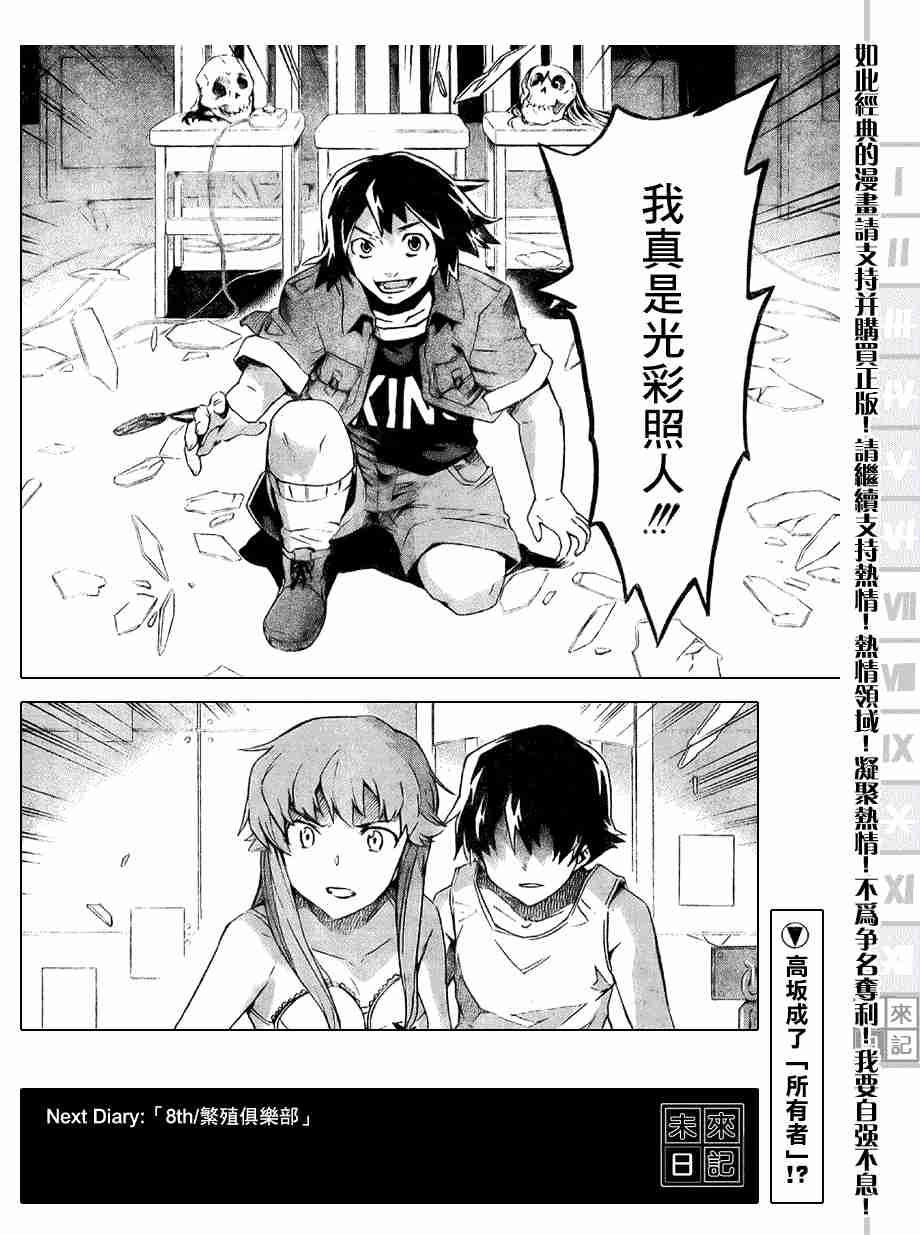 我真是光彩照人!!!
KING
▼高坂成了「所有者」!?
Next Diary:「8th/繁殖俱樂部」
未來
日記
如此經典的漫畫請支持并購買正版！請繼續支持熱情！熱情領域！凝聚熱情！不爲爭名奪利！我要自强不息！
I
II
III
IV
V
VI
VII
VIII
IX
X
XI
來
記